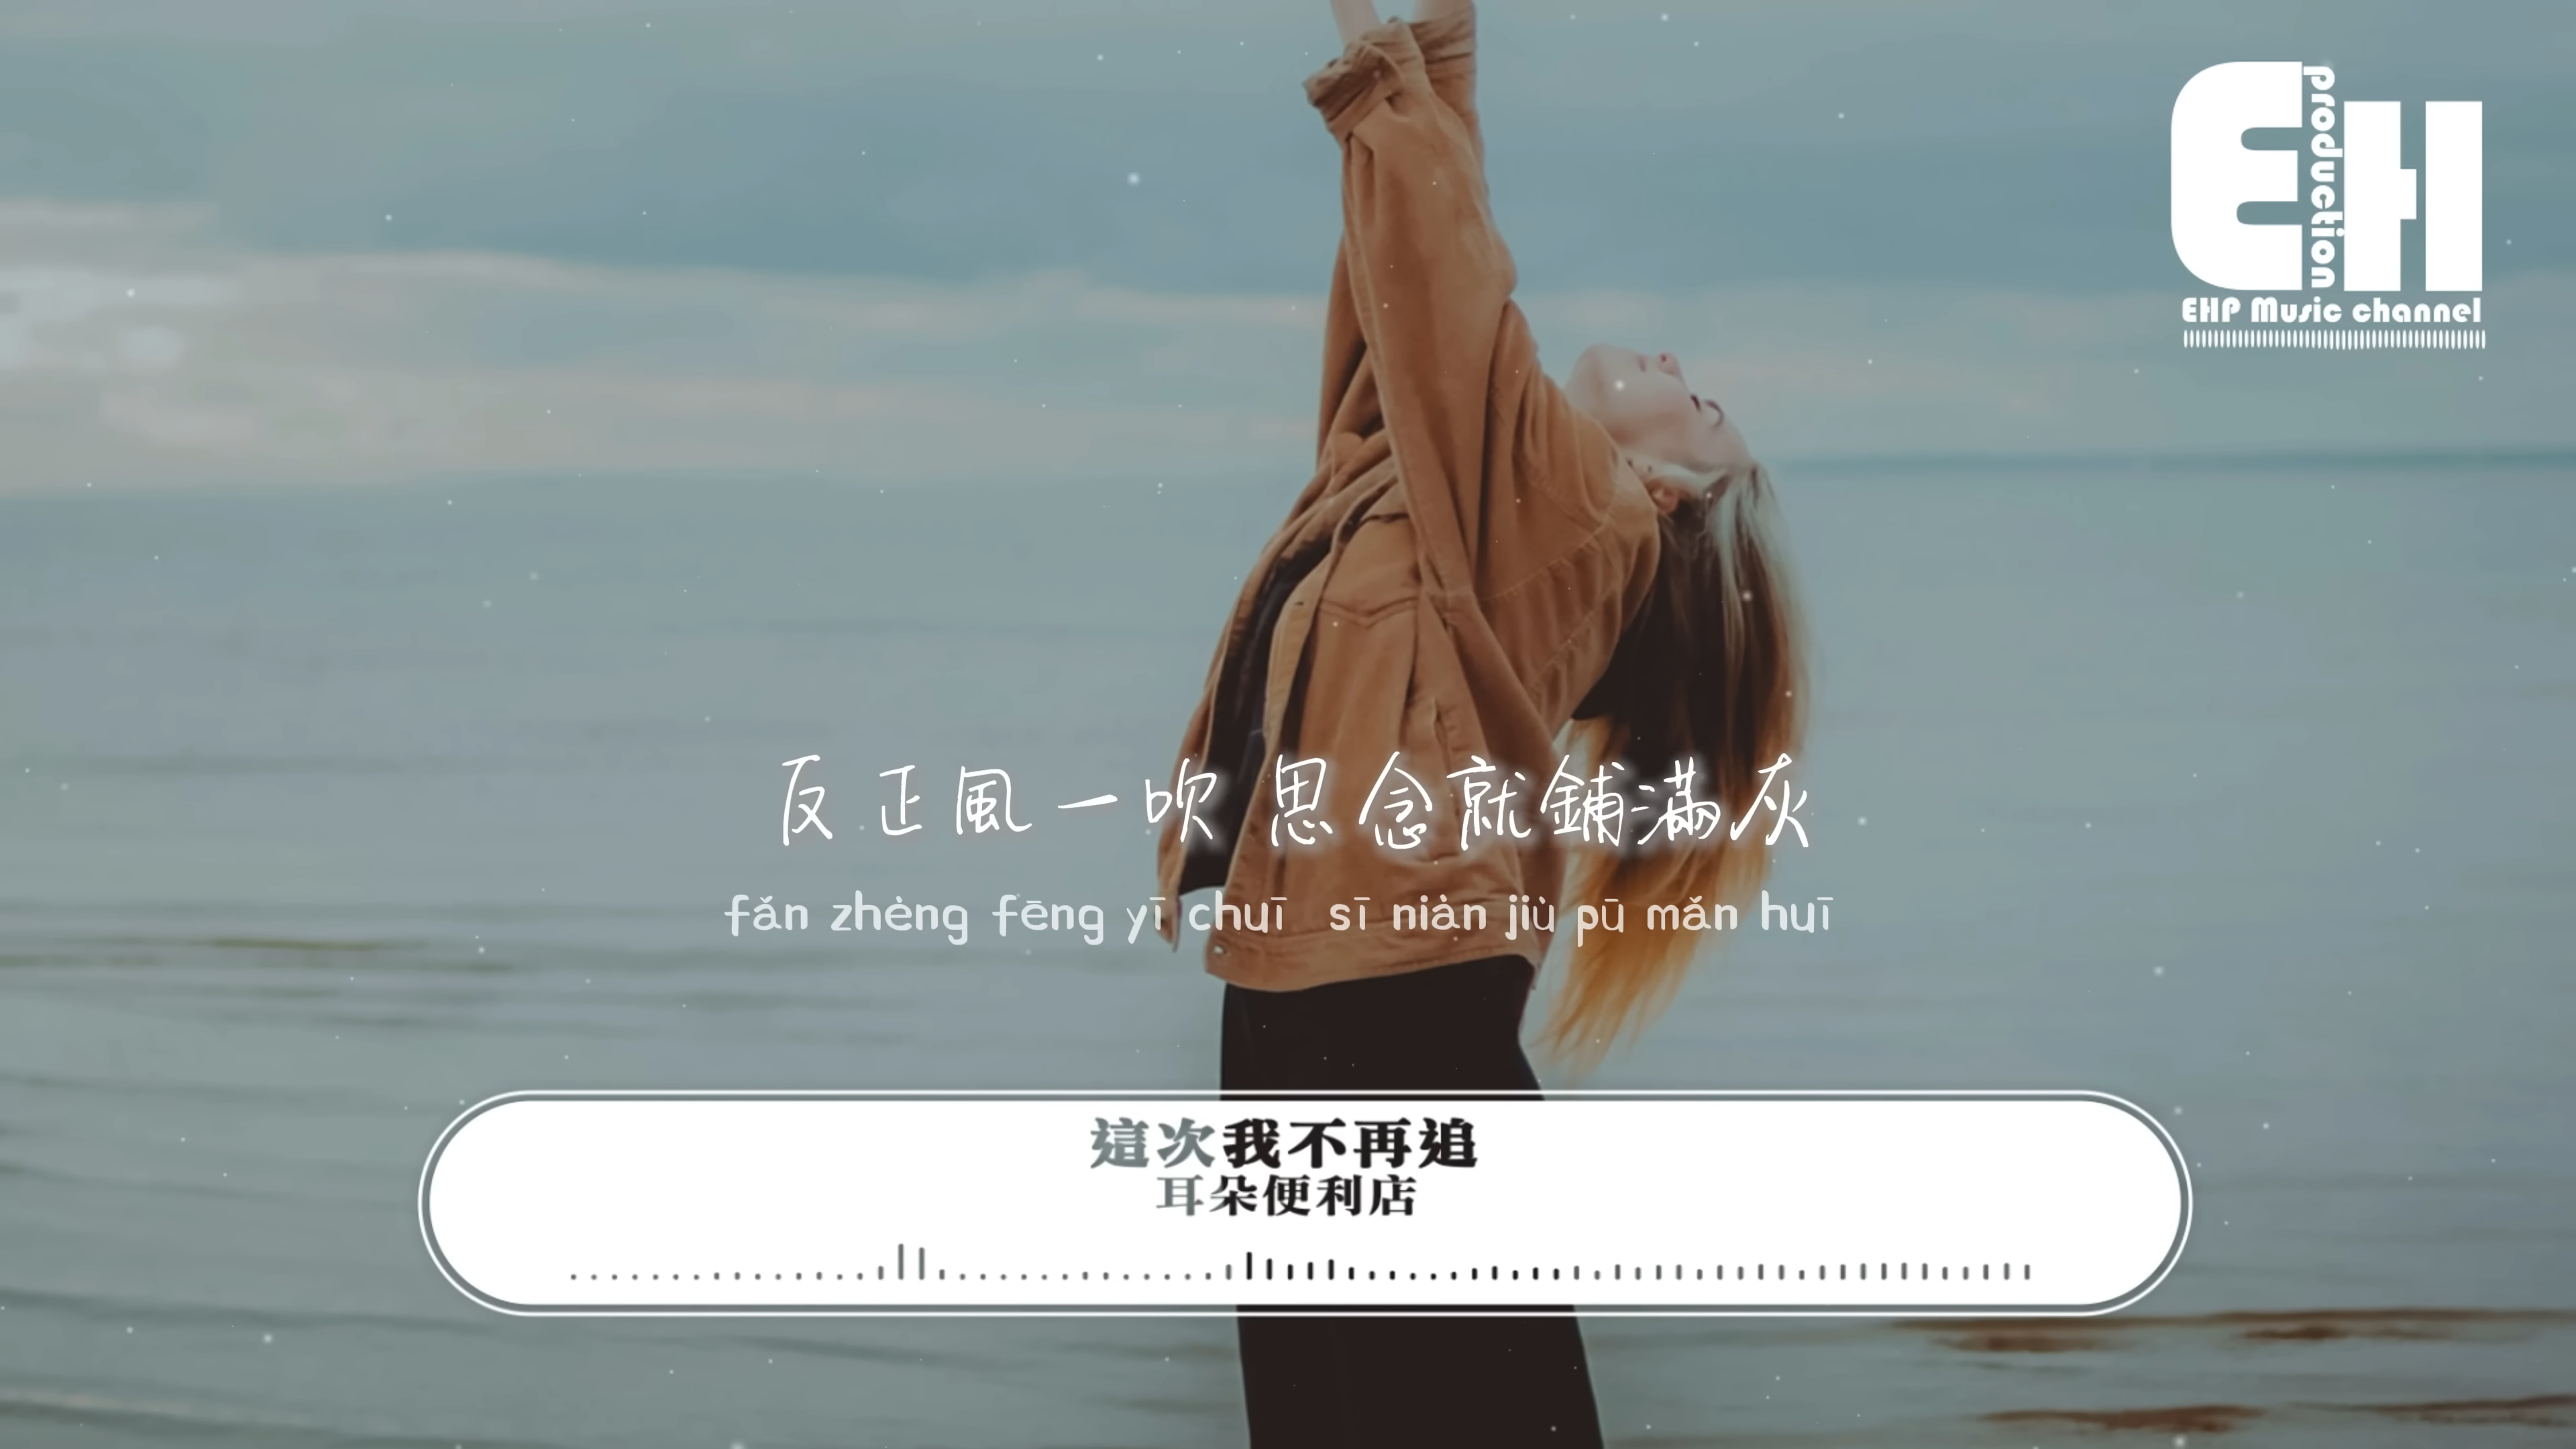 EH
production
EHP Music channel
反正風一吹 思念就鋪滿灰
fǎn zhèng fēng yī chuī sī niàn jiù pū mǎn huī
這次我不再追
耳朵便利店